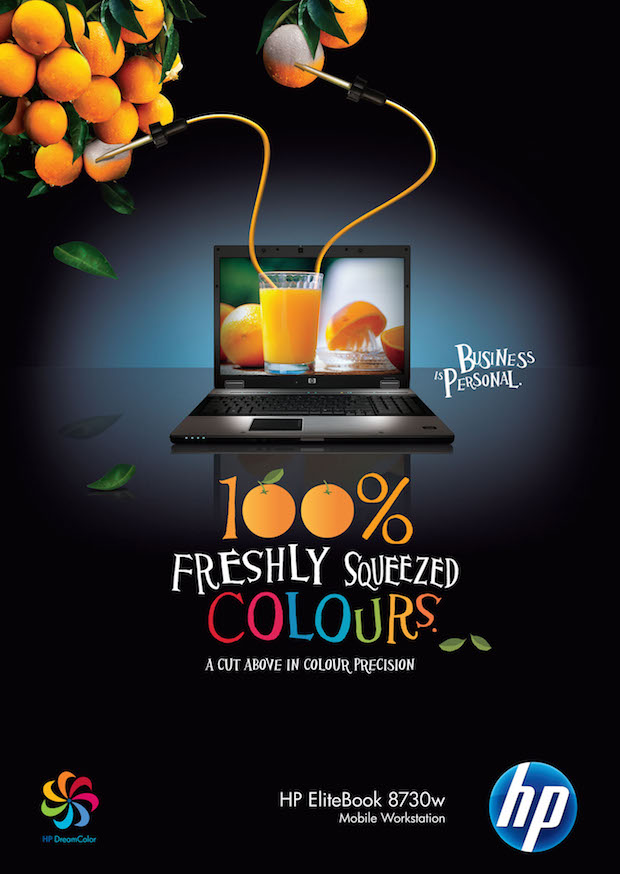 BUSINESS
IS PERSONAL.
100%
FRESHLY SQUEEZED
COLOURS.
A CUT ABOVE IN COLOUR PRECISION
HP EliteBook 8730w
Mobile Workstation
HP DreamColor
hp